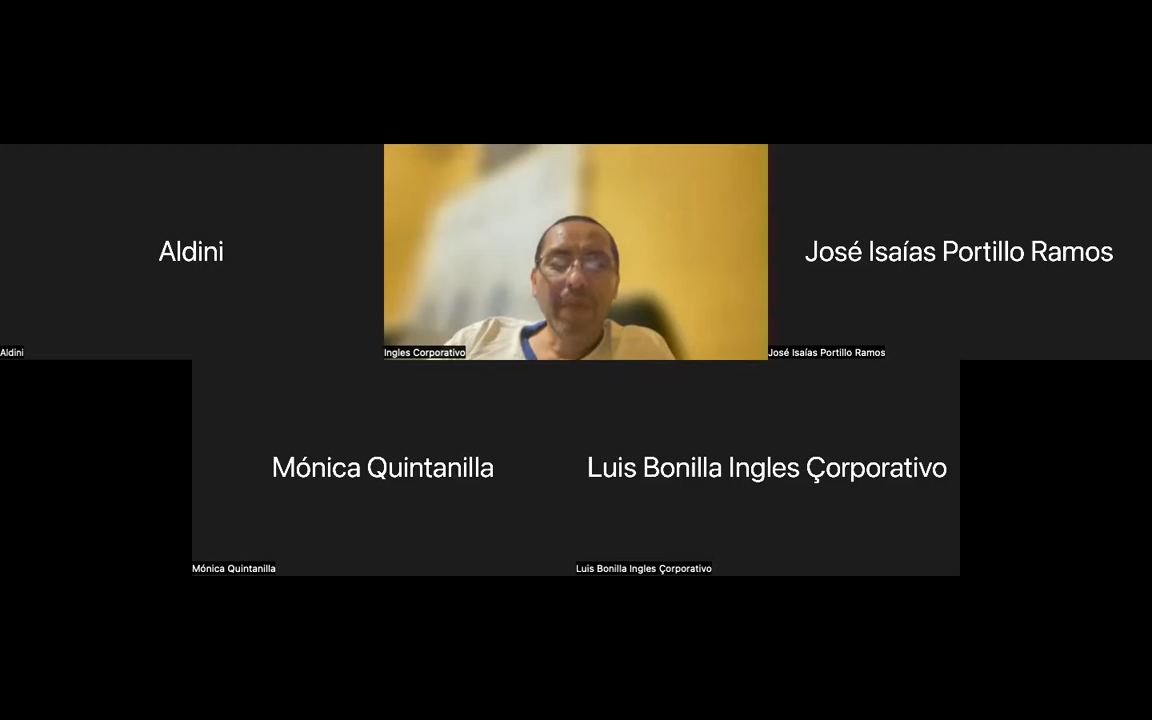 Aldini
José Isaías Portillo Ramos
Aldini
Ingles Corporativo
José Isaías Portillo Ramos
Mónica Quintanilla
Luis Bonilla Ingles Çorporativo
Mónica Quintanilla
Luis Bonilla Ingles Çorporativo